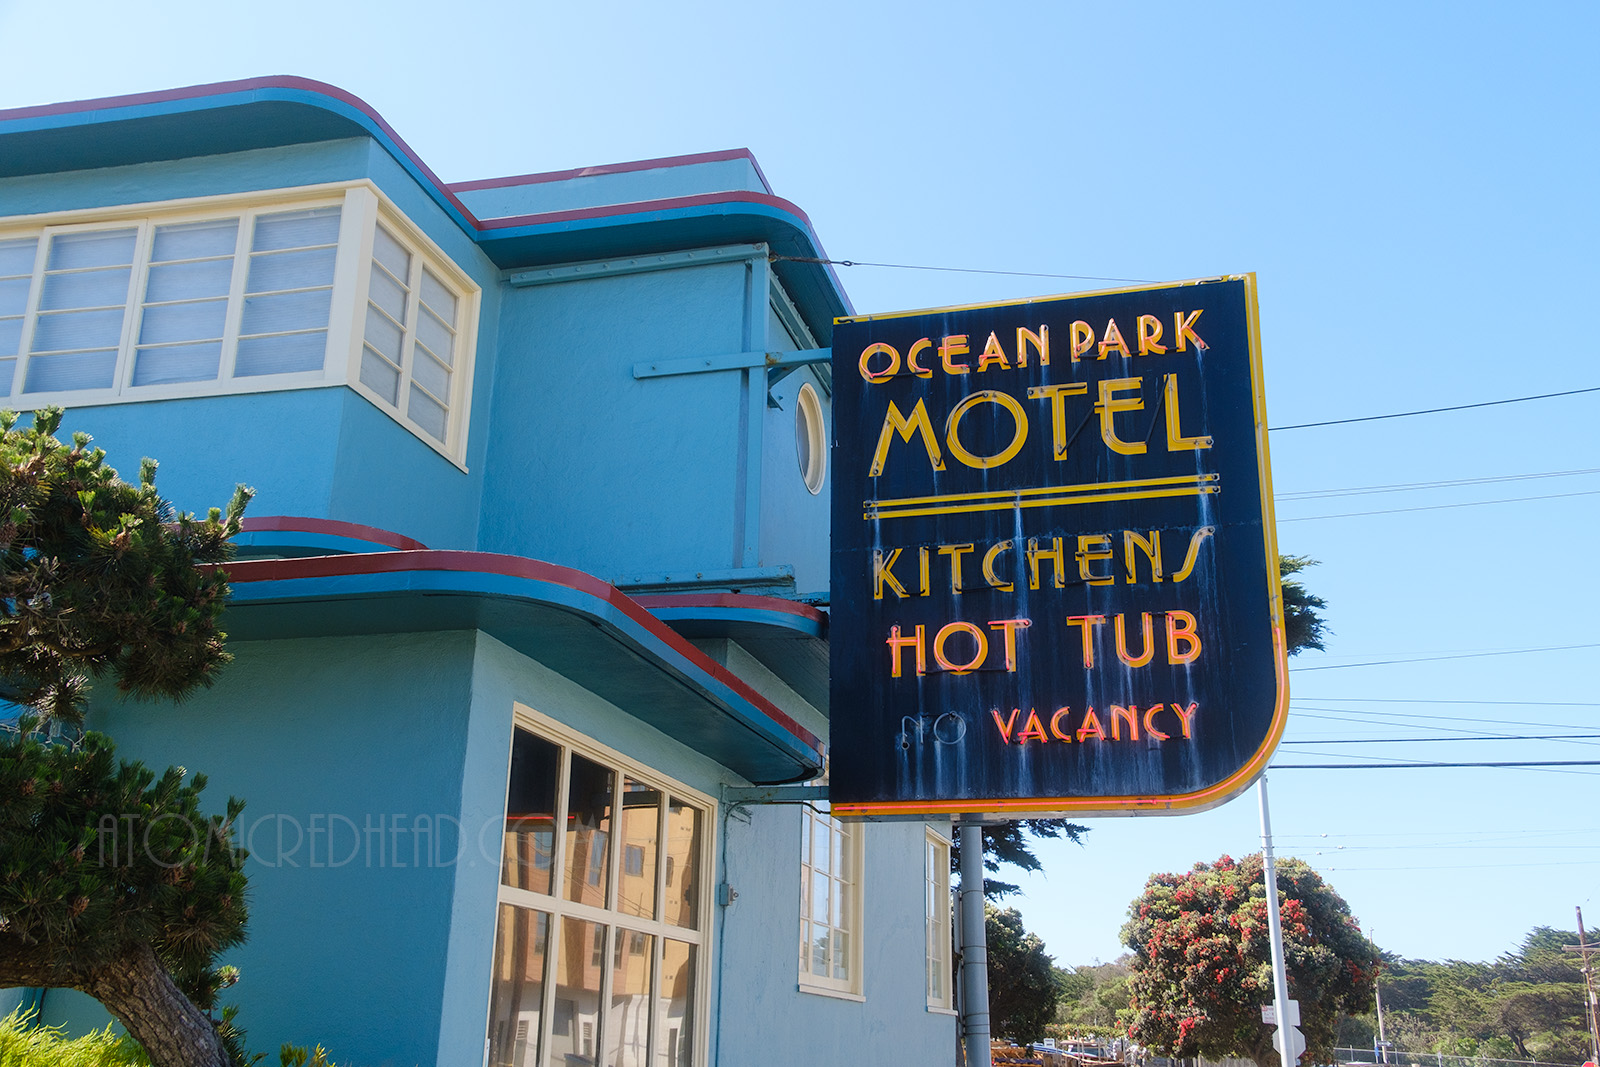 OCEAN PARK
MOTEL
KITCHENS
HOT TUB
NO VACANCY
ATOMICREDHEAD.COM